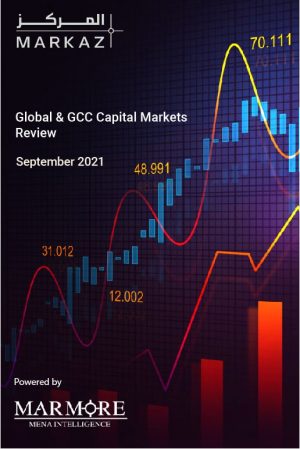 المركز
MARKAZ
70.111
Global & GCC Capital Markets
Review
September 2021
48.991
31.012
12.002
Powered by
MARMORE
MENA INTELLIGENCE